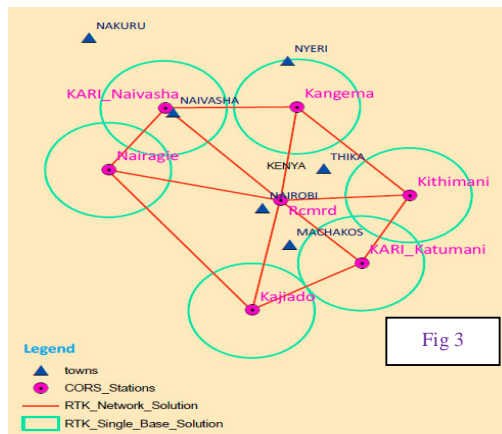 NAKURU
NYERI
KARI_Naivasha
Kangema
NAIVASHA
Nairagie
KENYA
THIKA
Kithimani
NAIROBI
Rcmrd
MACHAKOS
KARI_Katumani
Kajiado
Fig 3
Legend
towns
CORS_Stations
RTK_Network_Solution
RTK_Single_Base_Solution